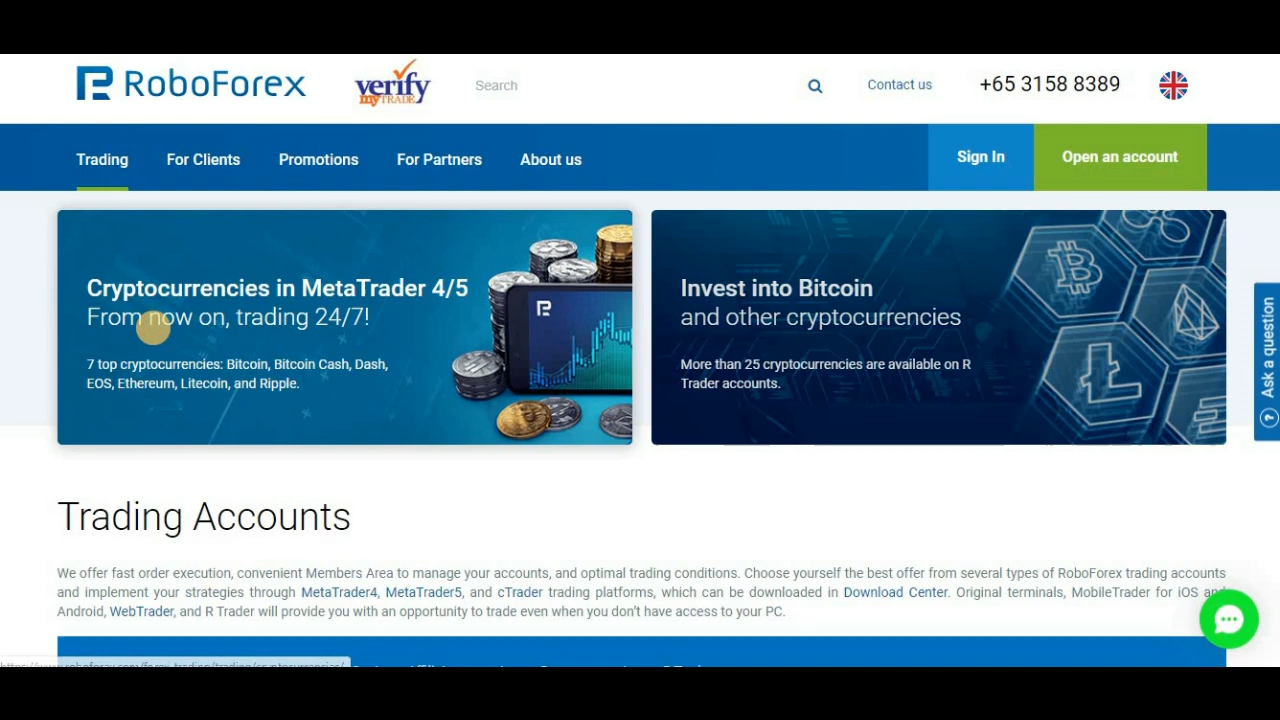 RoboForex
verify
myTRADE
Search
Contact us
+65 3158 8389
Trading
For Clients
Promotions
For Partners
About us
Sign In
Open an account
Cryptocurrencies in MetaTrader 4/5
From now on, trading 24/7!
7 top cryptocurrencies: Bitcoin, Bitcoin Cash, Dash,
EOS, Ethereum, Litecoin, and Ripple.
Invest into Bitcoin
and other cryptocurrencies
More than 25 cryptocurrencies are available on R
Trader accounts.
Ask a question
Trading Accounts
We offer fast order execution, convenient Members Area to manage your accounts, and optimal trading conditions. Choose yourself the best offer from several types of RoboForex trading accounts
and implement your strategies through MetaTrader4, MetaTrader5, and cTrader trading platforms, which can be downloaded in Download Center. Original terminals, MobileTrader for iOS and
Android, WebTrader, and R Trader will provide you with an opportunity to trade even when you don't have access to your PC.